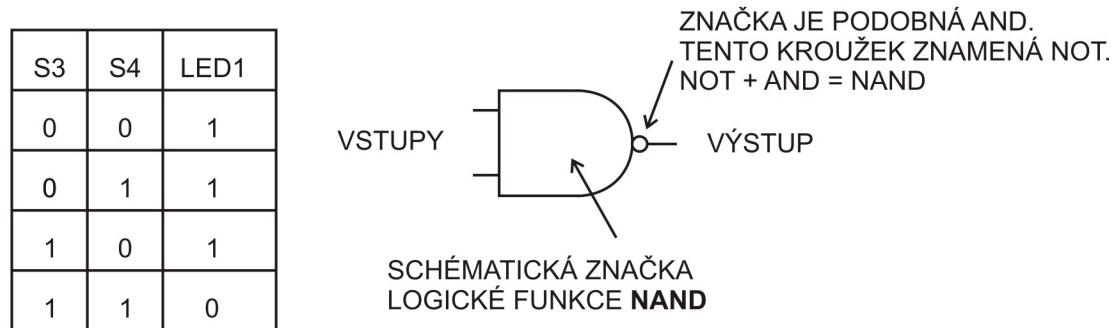 S3 S4 LED1
0 0 1
0 1 1
1 0 1
1 1 0
ZNAČKA JE PODOBNÁ AND.
TENTO KROUŽEK ZNAMENÁ NOT.
NOT + AND = NAND
VSTUPY
VÝSTUP
SCHÉMATICKÁ ZNAČKA
LOGICKÉ FUNKCE NAND